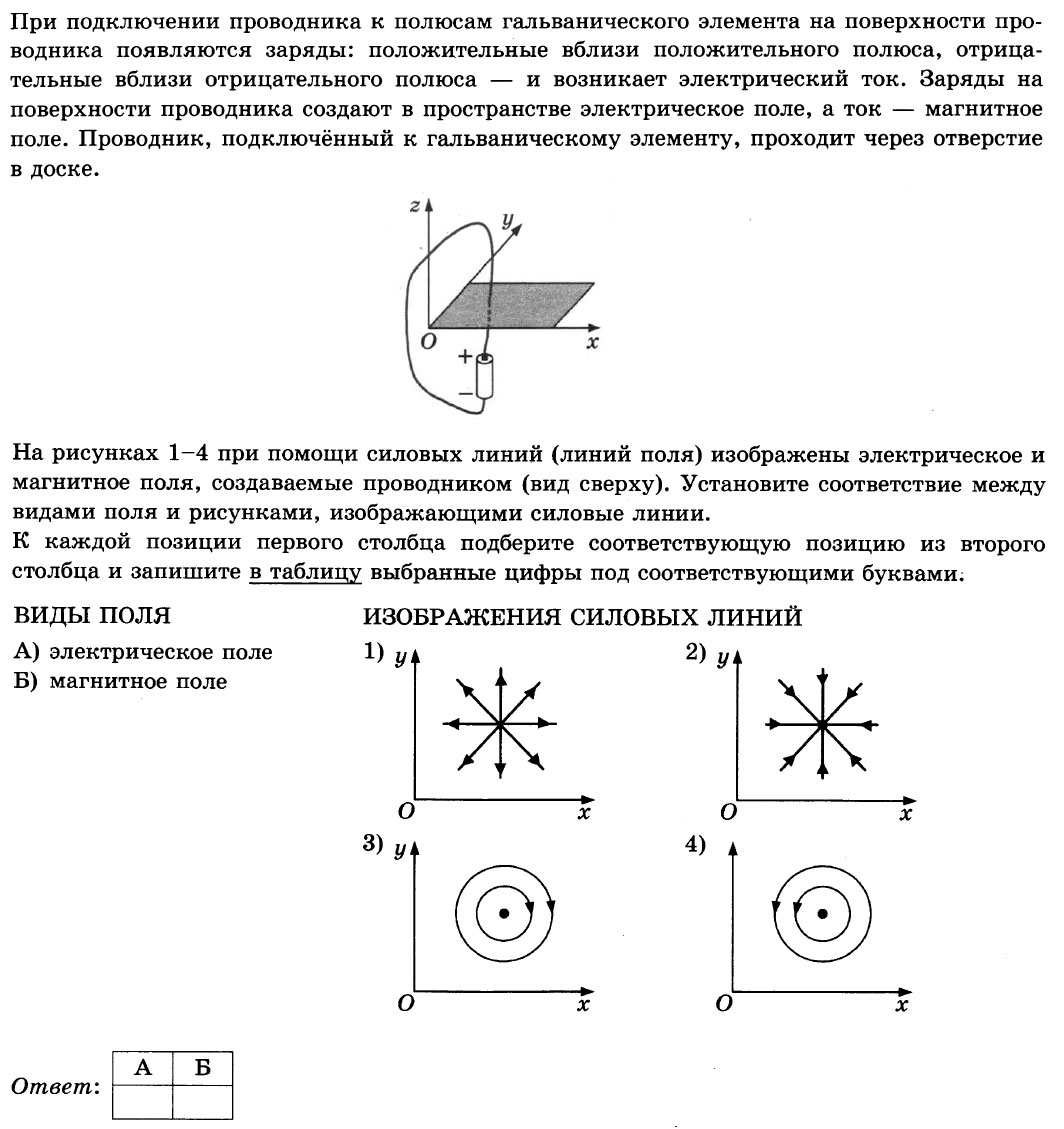 При подключении проводника к полюсам гальванического элемента на поверхности про-
водника появляются заряды: положительные вблизи положительного полюса, отрица-
тельные вблизи отрицательного полюса — и возникает электрический ток. Заряды на
поверхности проводника создают в пространстве электрическое поле, а ток — магнитное
поле. Проводник, подключённый к гальваническому элементу, проходит через отверстие
в доске.
z
y
O
x
+
−
На рисунках 1–4 при помощи силовых линий (линий поля) изображены электрическое и
магнитное поля, создаваемые проводником (вид сверху). Установите соответствие между
видами поля и рисунками, изображающими силовые линии.
К каждой позиции первого столбца подберите соответствующую позицию из второго
столбца и запишите в таблицу выбранные цифры под соответствующими буквами.
ВИДЫ ПОЛЯ
А) электрическое поле
Б) магнитное поле
ИЗОБРАЖЕНИЯ СИЛОВЫХ ЛИНИЙ
1) y
O x
2) y
O x
3) y
O x
4)
O x
Ответ:
А Б